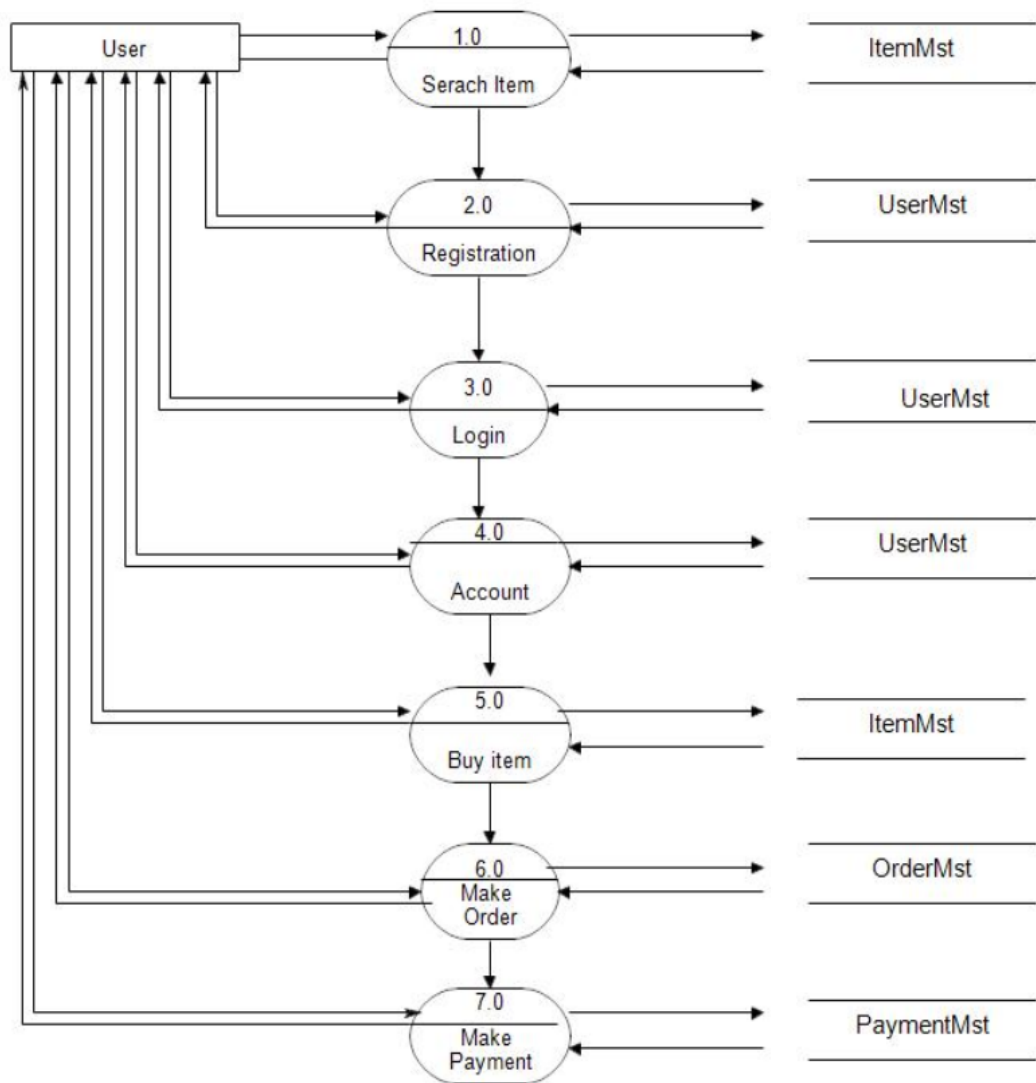 User
1.0
Serach Item
ItemMst
2.0
Registration
UserMst
3.0
Login
UserMst
4.0
Account
UserMst
5.0
Buy item
ItemMst
6.0
Make
Order
OrderMst
7.0
Make
Payment
PaymentMst